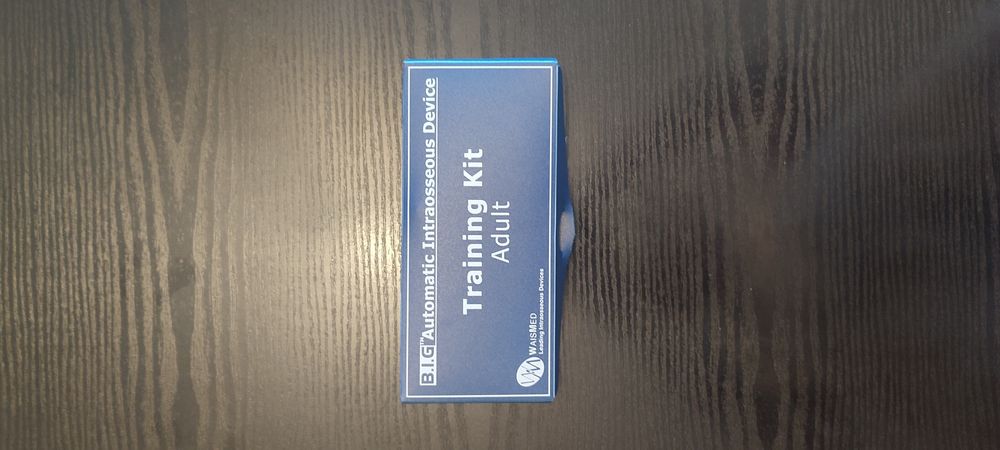 B.I.G™ Automatic Intraosseous Device
Training Kit
Adult
WAISMED
Leading Intraosseous Devices